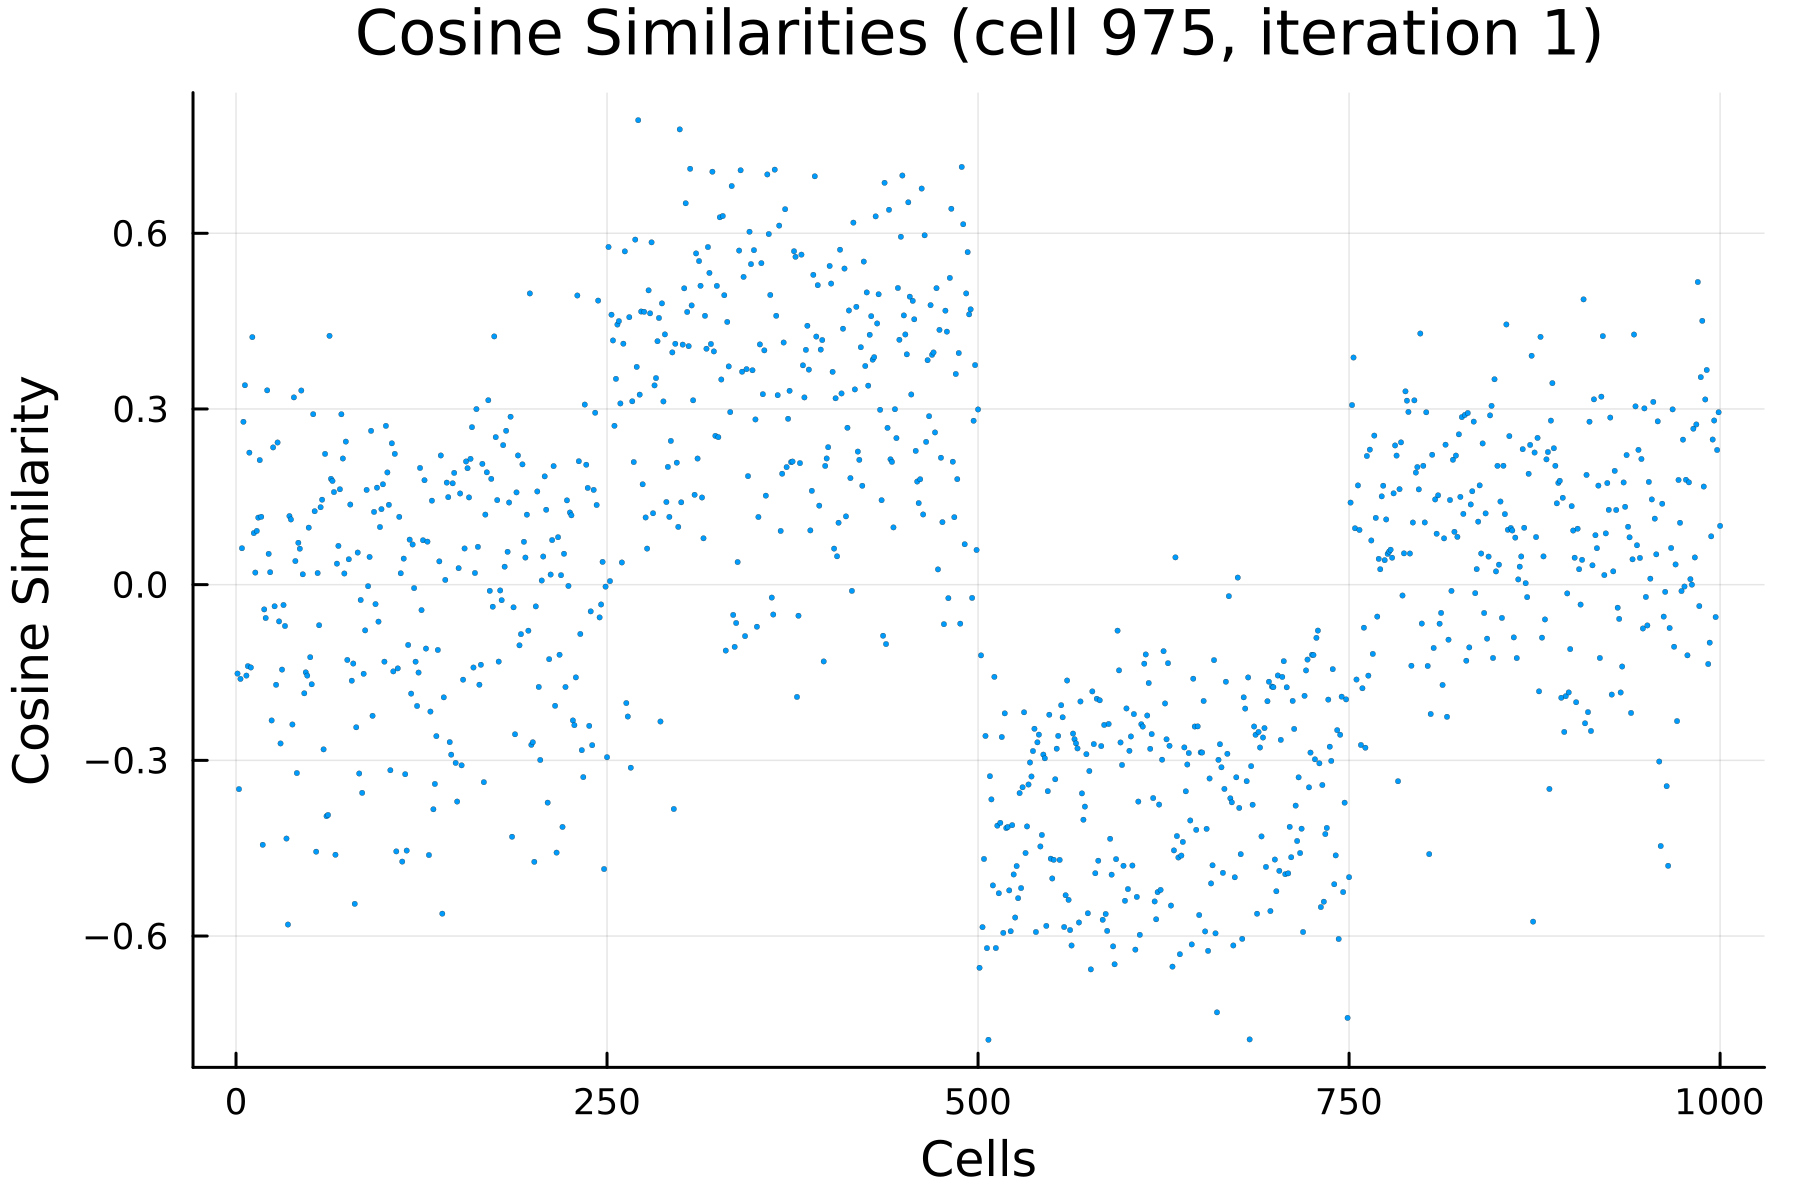 Cosine Similarities (cell 975, iteration 1)
Cosine Similarity
0.6
0.3
0.0
−0.3
−0.6
0 250 500 750 1000
Cells